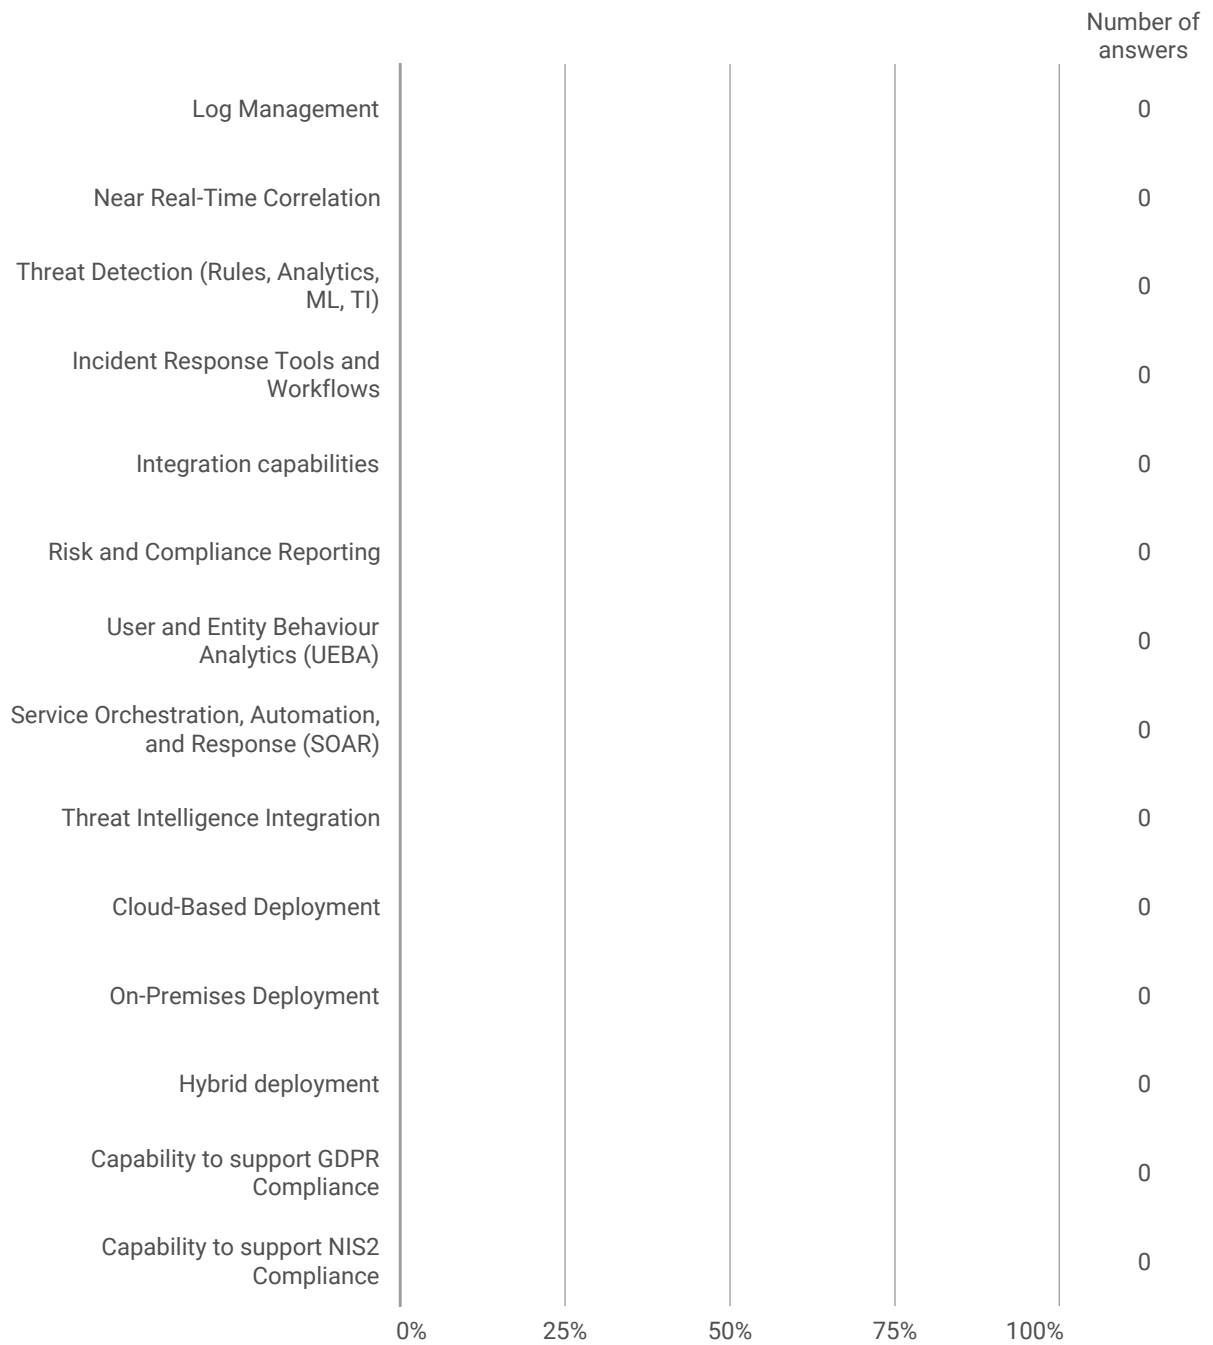 Number of
answers
Log Management
0
Near Real-Time Correlation
0
Threat Detection (Rules, Analytics,
ML, TI)
0
Incident Response Tools and
Workflows
0
Integration capabilities
0
Risk and Compliance Reporting
0
User and Entity Behaviour
Analytics (UEBA)
0
Service Orchestration, Automation,
and Response (SOAR)
0
Threat Intelligence Integration
0
Cloud-Based Deployment
0
On-Premises Deployment
0
Hybrid deployment
0
Capability to support GDPR
Compliance
0
Capability to support NIS2
Compliance
0
0% 25% 50% 75% 100%